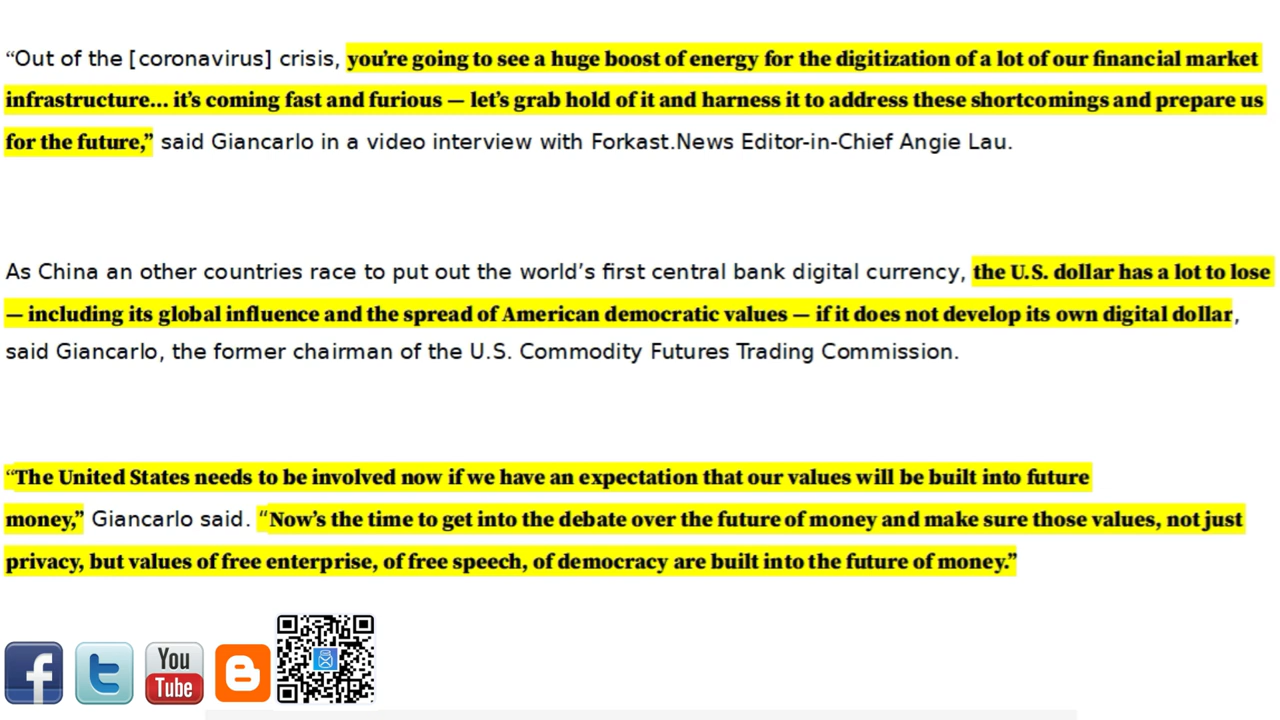 “Out of the [coronavirus] crisis, you’re going to see a huge boost of energy for the digitization of a lot of our financial market
infrastructure... it’s coming fast and furious — let’s grab hold of it and harness it to address these shortcomings and prepare us
for the future,” said Giancarlo in a video interview with Forkast.News Editor-in-Chief Angie Lau.
As China an other countries race to put out the world’s first central bank digital currency, the U.S. dollar has a lot to lose
— including its global influence and the spread of American democratic values — if it does not develop its own digital dollar,
said Giancarlo, the former chairman of the U.S. Commodity Futures Trading Commission.
“The United States needs to be involved now if we have an expectation that our values will be built into future
money,” Giancarlo said. “Now’s the time to get into the debate over the future of money and make sure those values, not just
privacy, but values of free enterprise, of free speech, of democracy are built into the future of money.”
You
Tube